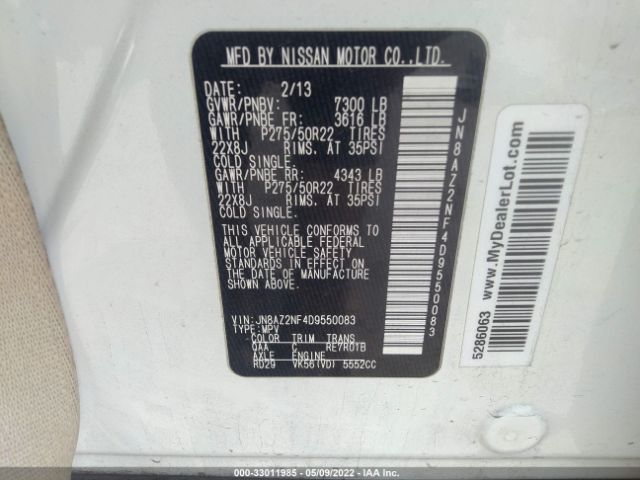 MFD BY NISSAN MOTOR CO.,LTD.
DATE: 2/13
GVWR/PNBV: 7300 LB
GAWR/PNBE FR: 3616 LB
WITH P275/50R22 TIRES
22X8J RIMS. AT 35PSI
COLD SINGLE.
GAWR/PNBE RR: 4343 LB
WITH P275/50R22 TIRES
22X8J RIMS. AT 35PSI
COLD SINGLE.
THIS VEHICLE CONFORMS TO
ALL APPLICABLE FEDERAL
MOTOR VEHICLE SAFETY
STANDARDS IN EFFECT ON
THE DATE OF MANUFACTURE
SHOWN ABOVE.
VIN: JN8AZ2NF4D9550083
TYPE: MPV
COLOR TRIM TRANS
QAA C RE7R01B
AXLE ENGINE
RD29 VK56(VD) 5552CC
JN8AZ2NF4D9550083
www.MyDealerLot.com
5286063
000-33011985 - 05/09/2022 - IAA Inc.